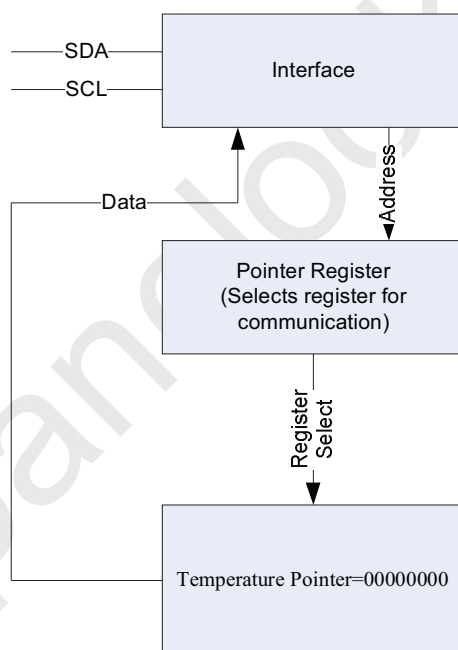 SDA
SCL
Interface
Data
Address
Pointer Register
(Selects register for
communication)
Register
Select
Temperature Pointer=00000000